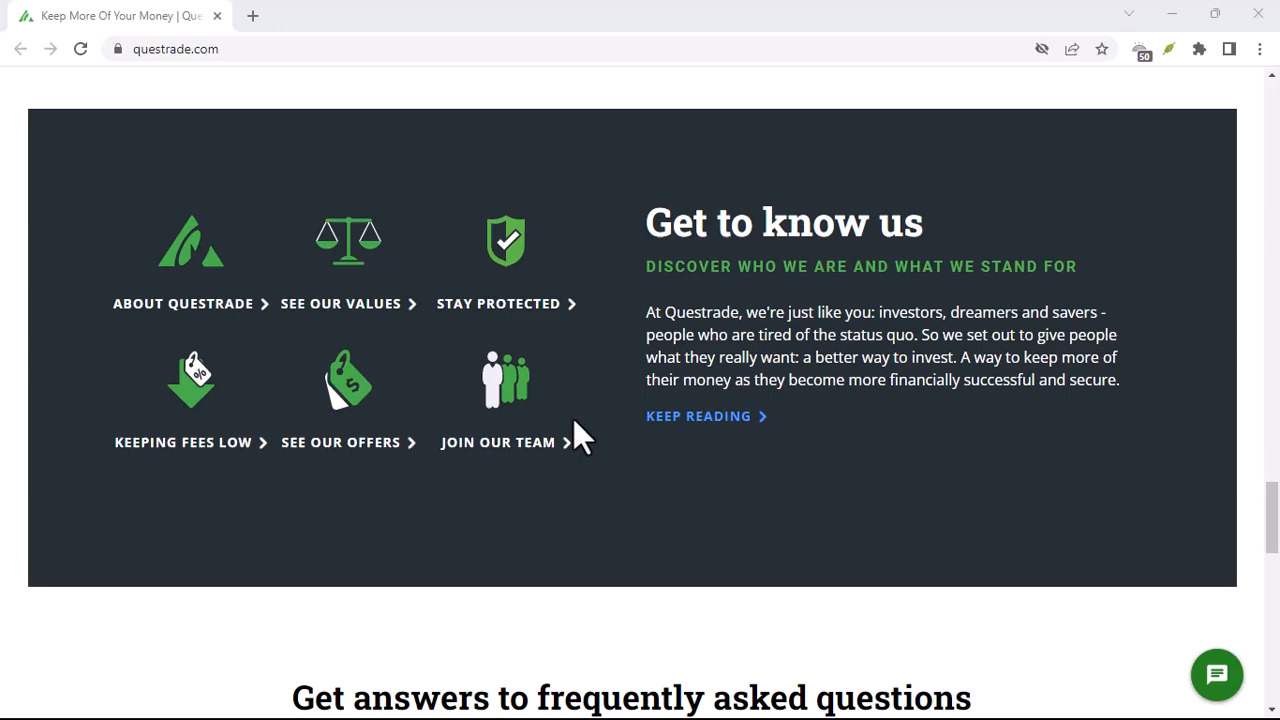 Keep More Of Your Money | Que
questrade.com
50
Get to know us
DISCOVER WHO WE ARE AND WHAT WE STAND FOR
At Questrade, we're just like you: investors, dreamers and savers -
people who are tired of the status quo. So we set out to give people
what they really want: a better way to invest. A way to keep more of
their money as they become more financially successful and secure.
KEEP READING
ABOUT QUESTRADE
SEE OUR VALUES
STAY PROTECTED
%
$
KEEPING FEES LOW
SEE OUR OFFERS
JOIN OUR TEAM
Get answers to frequently asked questions